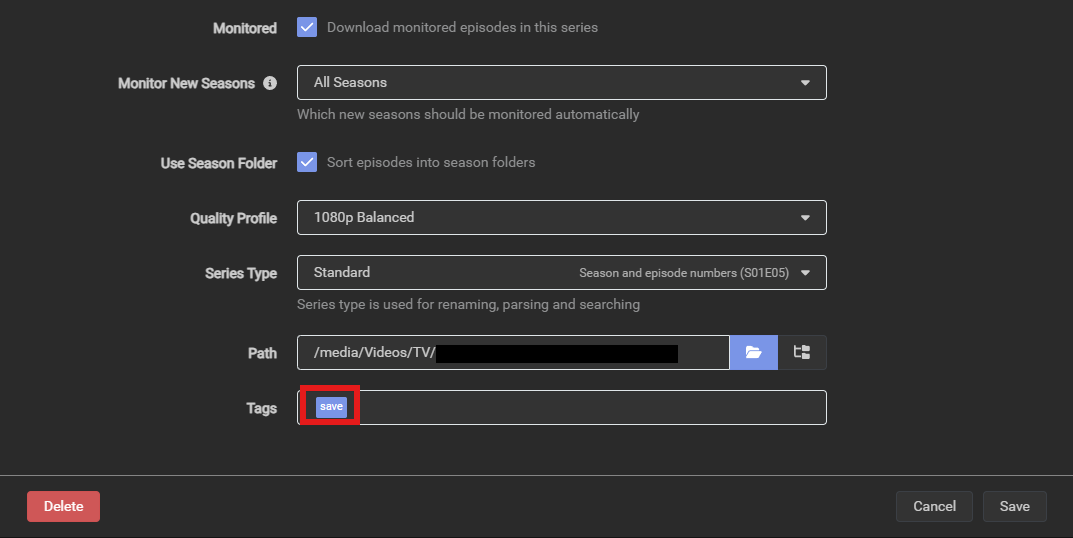 Monitored Download monitored episodes in this series
Monitor New Seasons All Seasons
Which new seasons should be monitored automatically
Use Season Folder Sort episodes into season folders
Quality Profile 1080p Balanced
Series Type Standard Season and episode numbers (S01E05)
Series type is used for renaming, parsing and searching
Path /media/Videos/TV/
Tags save
Delete Cancel Save